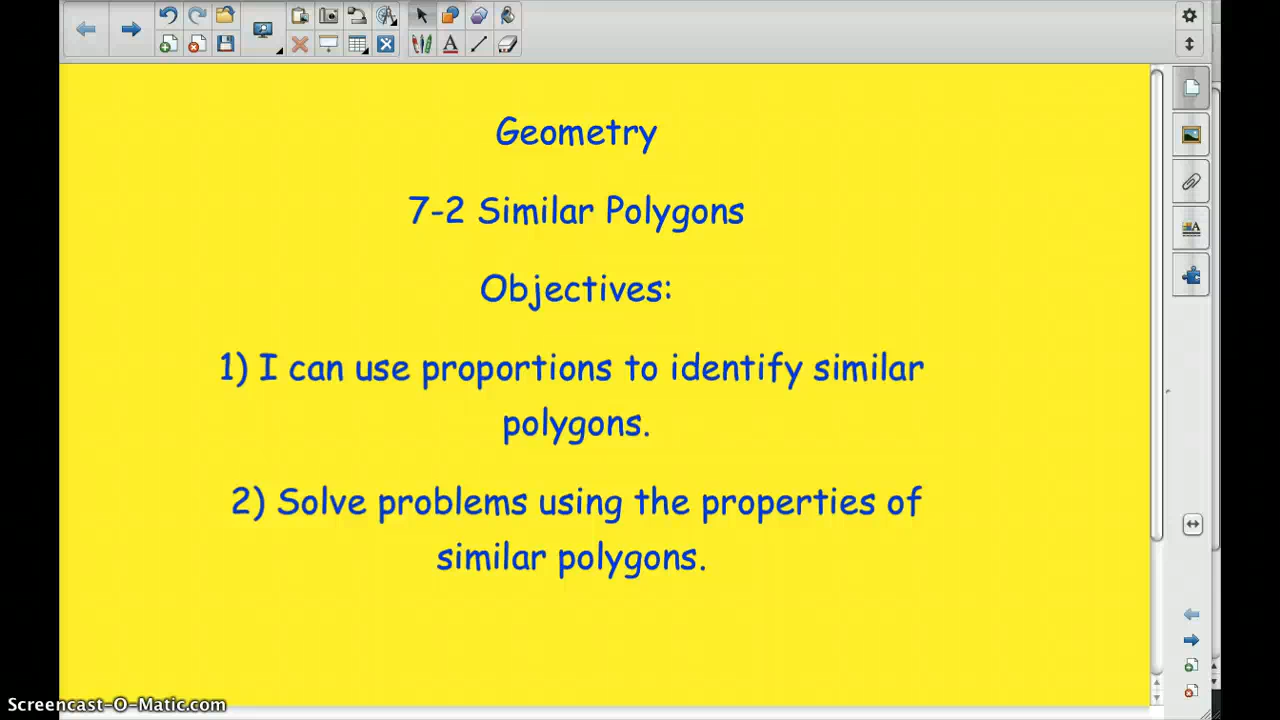 Geometry
7-2 Similar Polygons
Objectives:
1) I can use proportions to identify similar
polygons.
2) Solve problems using the properties of
similar polygons.
Screencast-O-Matic.com